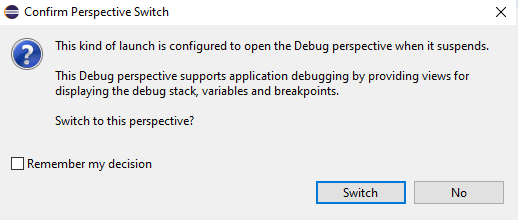 Confirm Perspective Switch
This kind of launch is configured to open the Debug perspective when it suspends.
This Debug perspective supports application debugging by providing views for
displaying the debug stack, variables and breakpoints.
Switch to this perspective?
Remember my decision
Switch
No